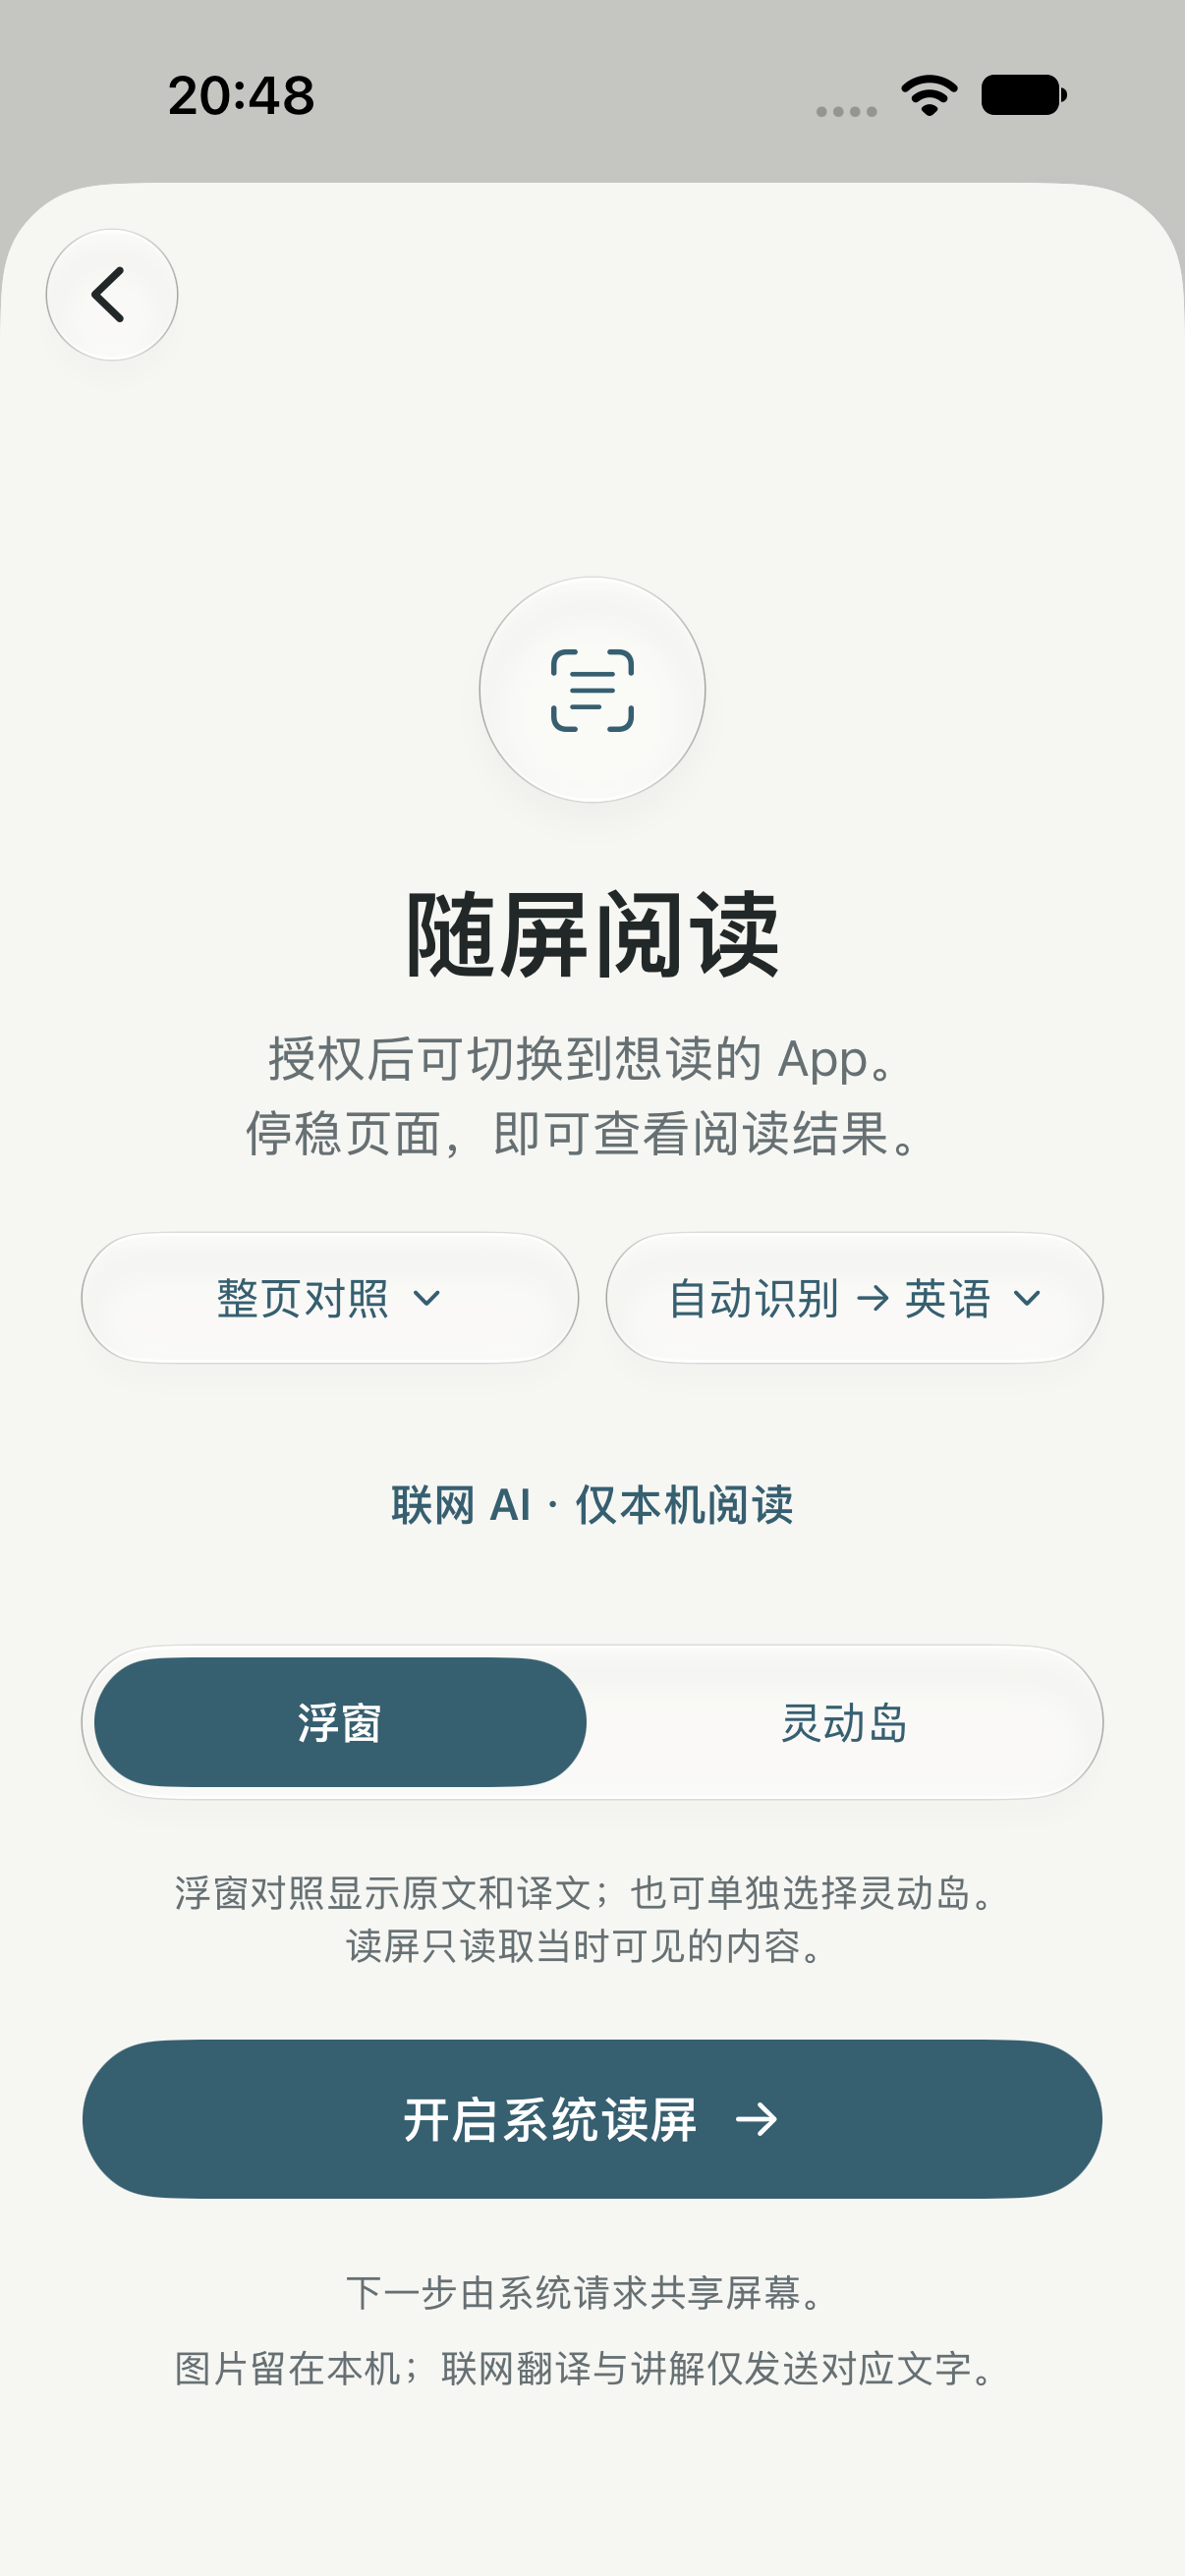 20:48
随屏阅读
授权后可切换到想读的 App。
停稳页面，即可查看阅读结果。
整页对照
自动识别 → 英语
联网 AI · 仅本机阅读
浮窗
灵动岛
浮窗对照显示原文和译文；也可单独选择灵动岛。
读屏只读取当时可见的内容。
开启系统读屏 →
下一步由系统请求共享屏幕。
图片留在本机；联网翻译与讲解仅发送对应文字。